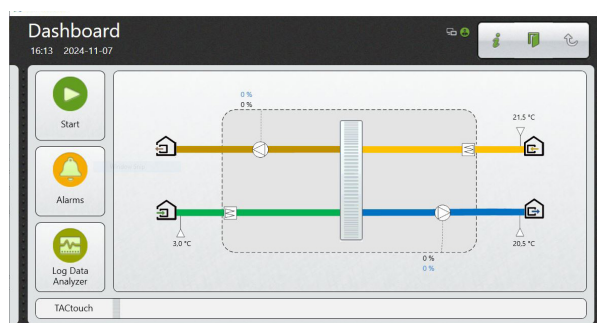 Dashboard
16:13 2024-11-07
i
Start
Alarms
Log Data
Analyzer
0 %
0 %
21.5 °C
3.0 °C
20.5 °C
0 %
0 %
TACtouch